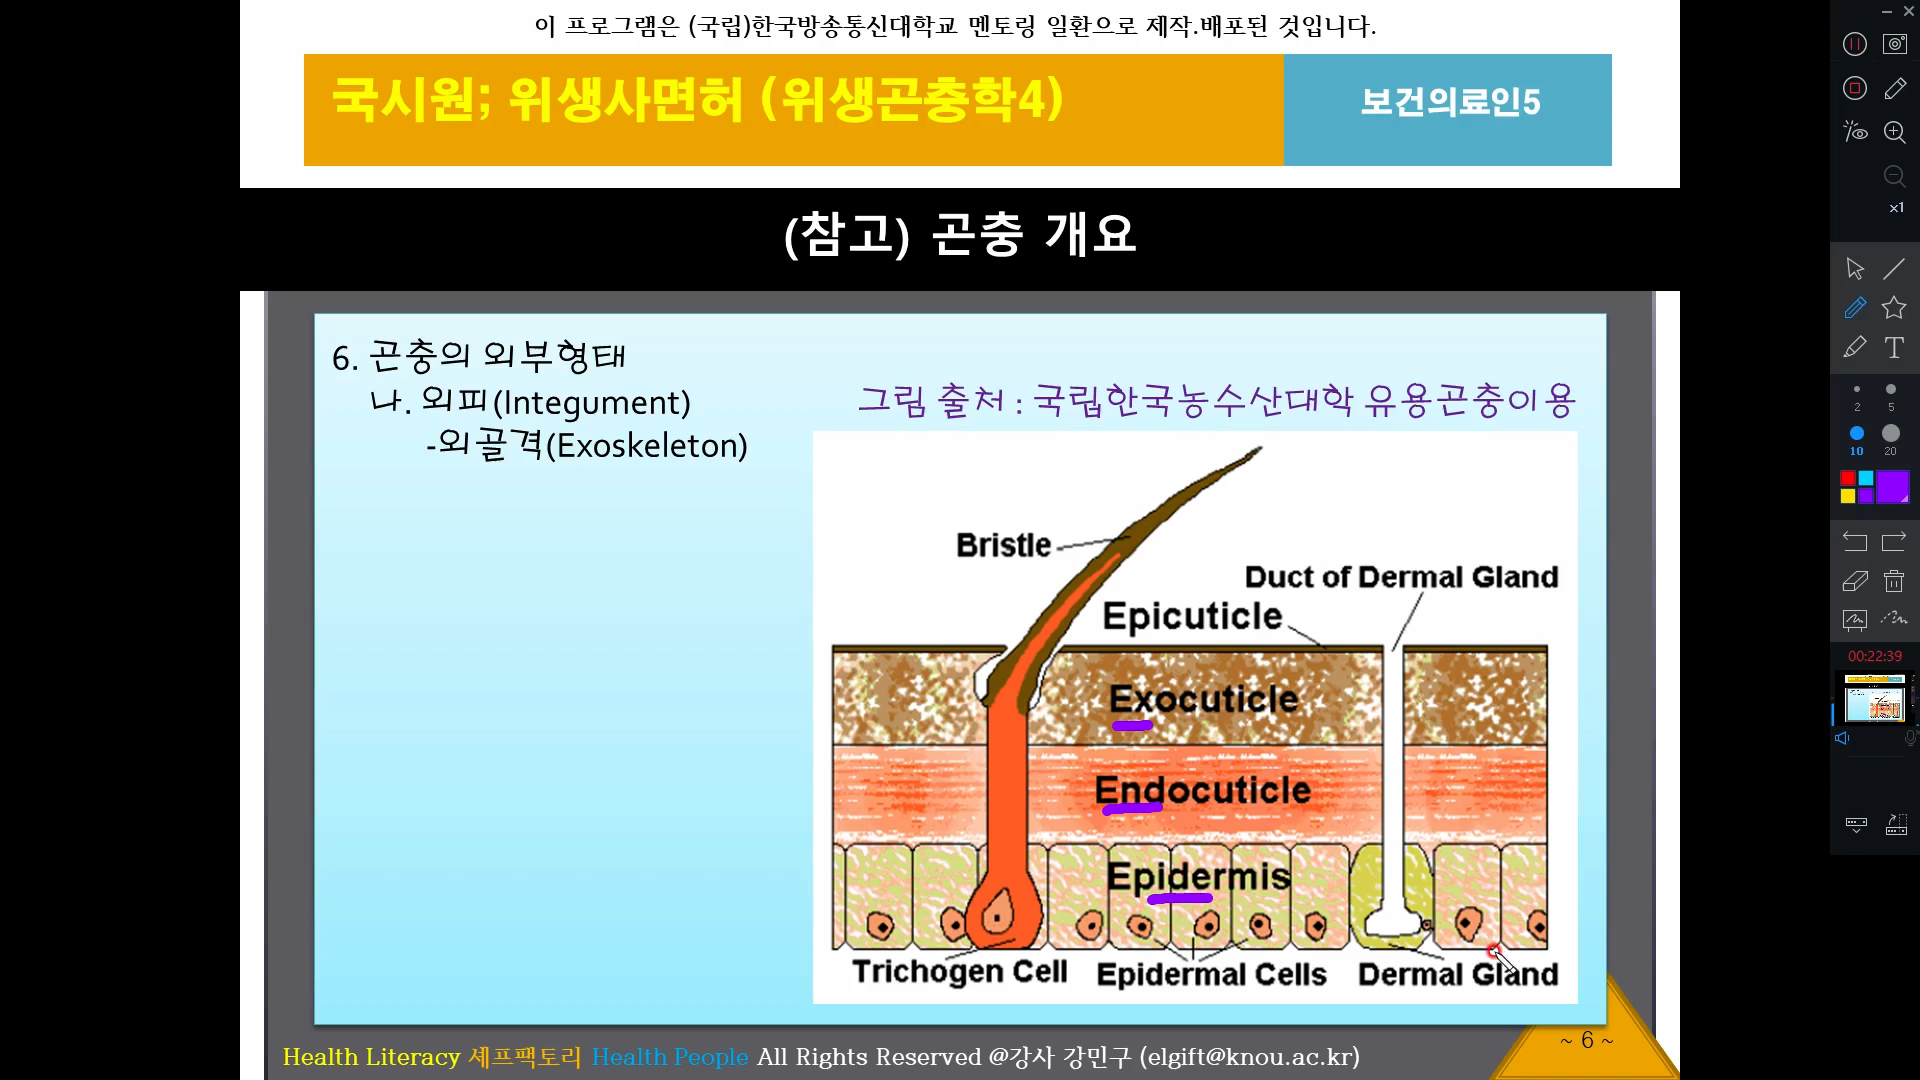 이 프로그램은 (국립)한국방송통신대학교 멘토링 일환으로 제작.배포된 것입니다.
국시원; 위생사면허 (위생곤충학4)
보건의료인5
(참고) 곤충 개요
6. 곤충의 외부형태
나. 외피(Integument)
-외골격(Exoskeleton)
그림 출처 : 국립한국농수산대학 유용곤충이용
Bristle
Duct of Dermal Gland
Epicuticle
Exocuticle
Endocuticle
Epidermis
Trichogen Cell
Epidermal Cells
Dermal Gland
Health Literacy 셰프팩토리 Health People All Rights Reserved @강사 강민구 (elgift@knou.ac.kr)
~ 6 ~
x1
T
2 5
10 20
00:22:39